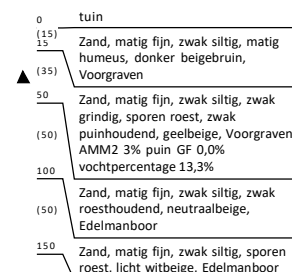 0 tuin
(15)
15 Zand, matig fijn, zwak siltig, matig
humeus, donker beigebruin,
(35) Voorgraven
50 Zand, matig fijn, zwak siltig, zwak
grindig, sporen roest, zwak
(50) puinhoudend, geelbeige, Voorgraven
AMM2 3% puin GF 0,0%
vochtpercentage 13,3%
100
Zand, matig fijn, zwak siltig, zwak
(50) roesthoudend, neutraalbeige,
Edelmanboor
150 Zand, matig fijn, zwak siltig, sporen
roest, licht witbeige, Edelmanboor